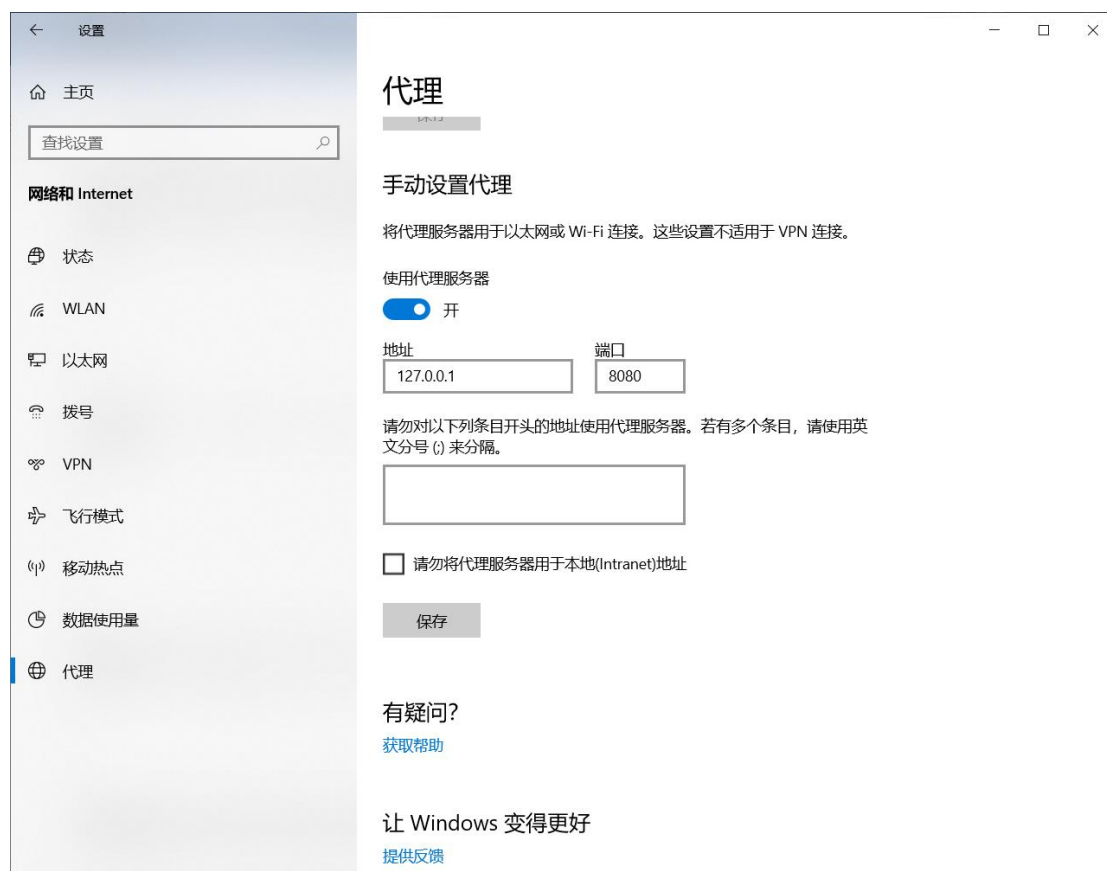 设置
主页
查找设置
网络和 Internet
状态
WLAN
以太网
拨号
VPN
飞行模式
移动热点
数据使用量
代理
代理
保存
手动设置代理
将代理服务器用于以太网或 Wi-Fi 连接。这些设置不适用于 VPN 连接。
使用代理服务器
开
地址 端口
127.0.0.1 8080
请勿对以下列条目开头的地址使用代理服务器。若有多个条目，请使用英
文分号 (;) 来分隔。
请勿将代理服务器用于本地(Intranet)地址
保存
有疑问?
获取帮助
让 Windows 变得更好
提供反馈